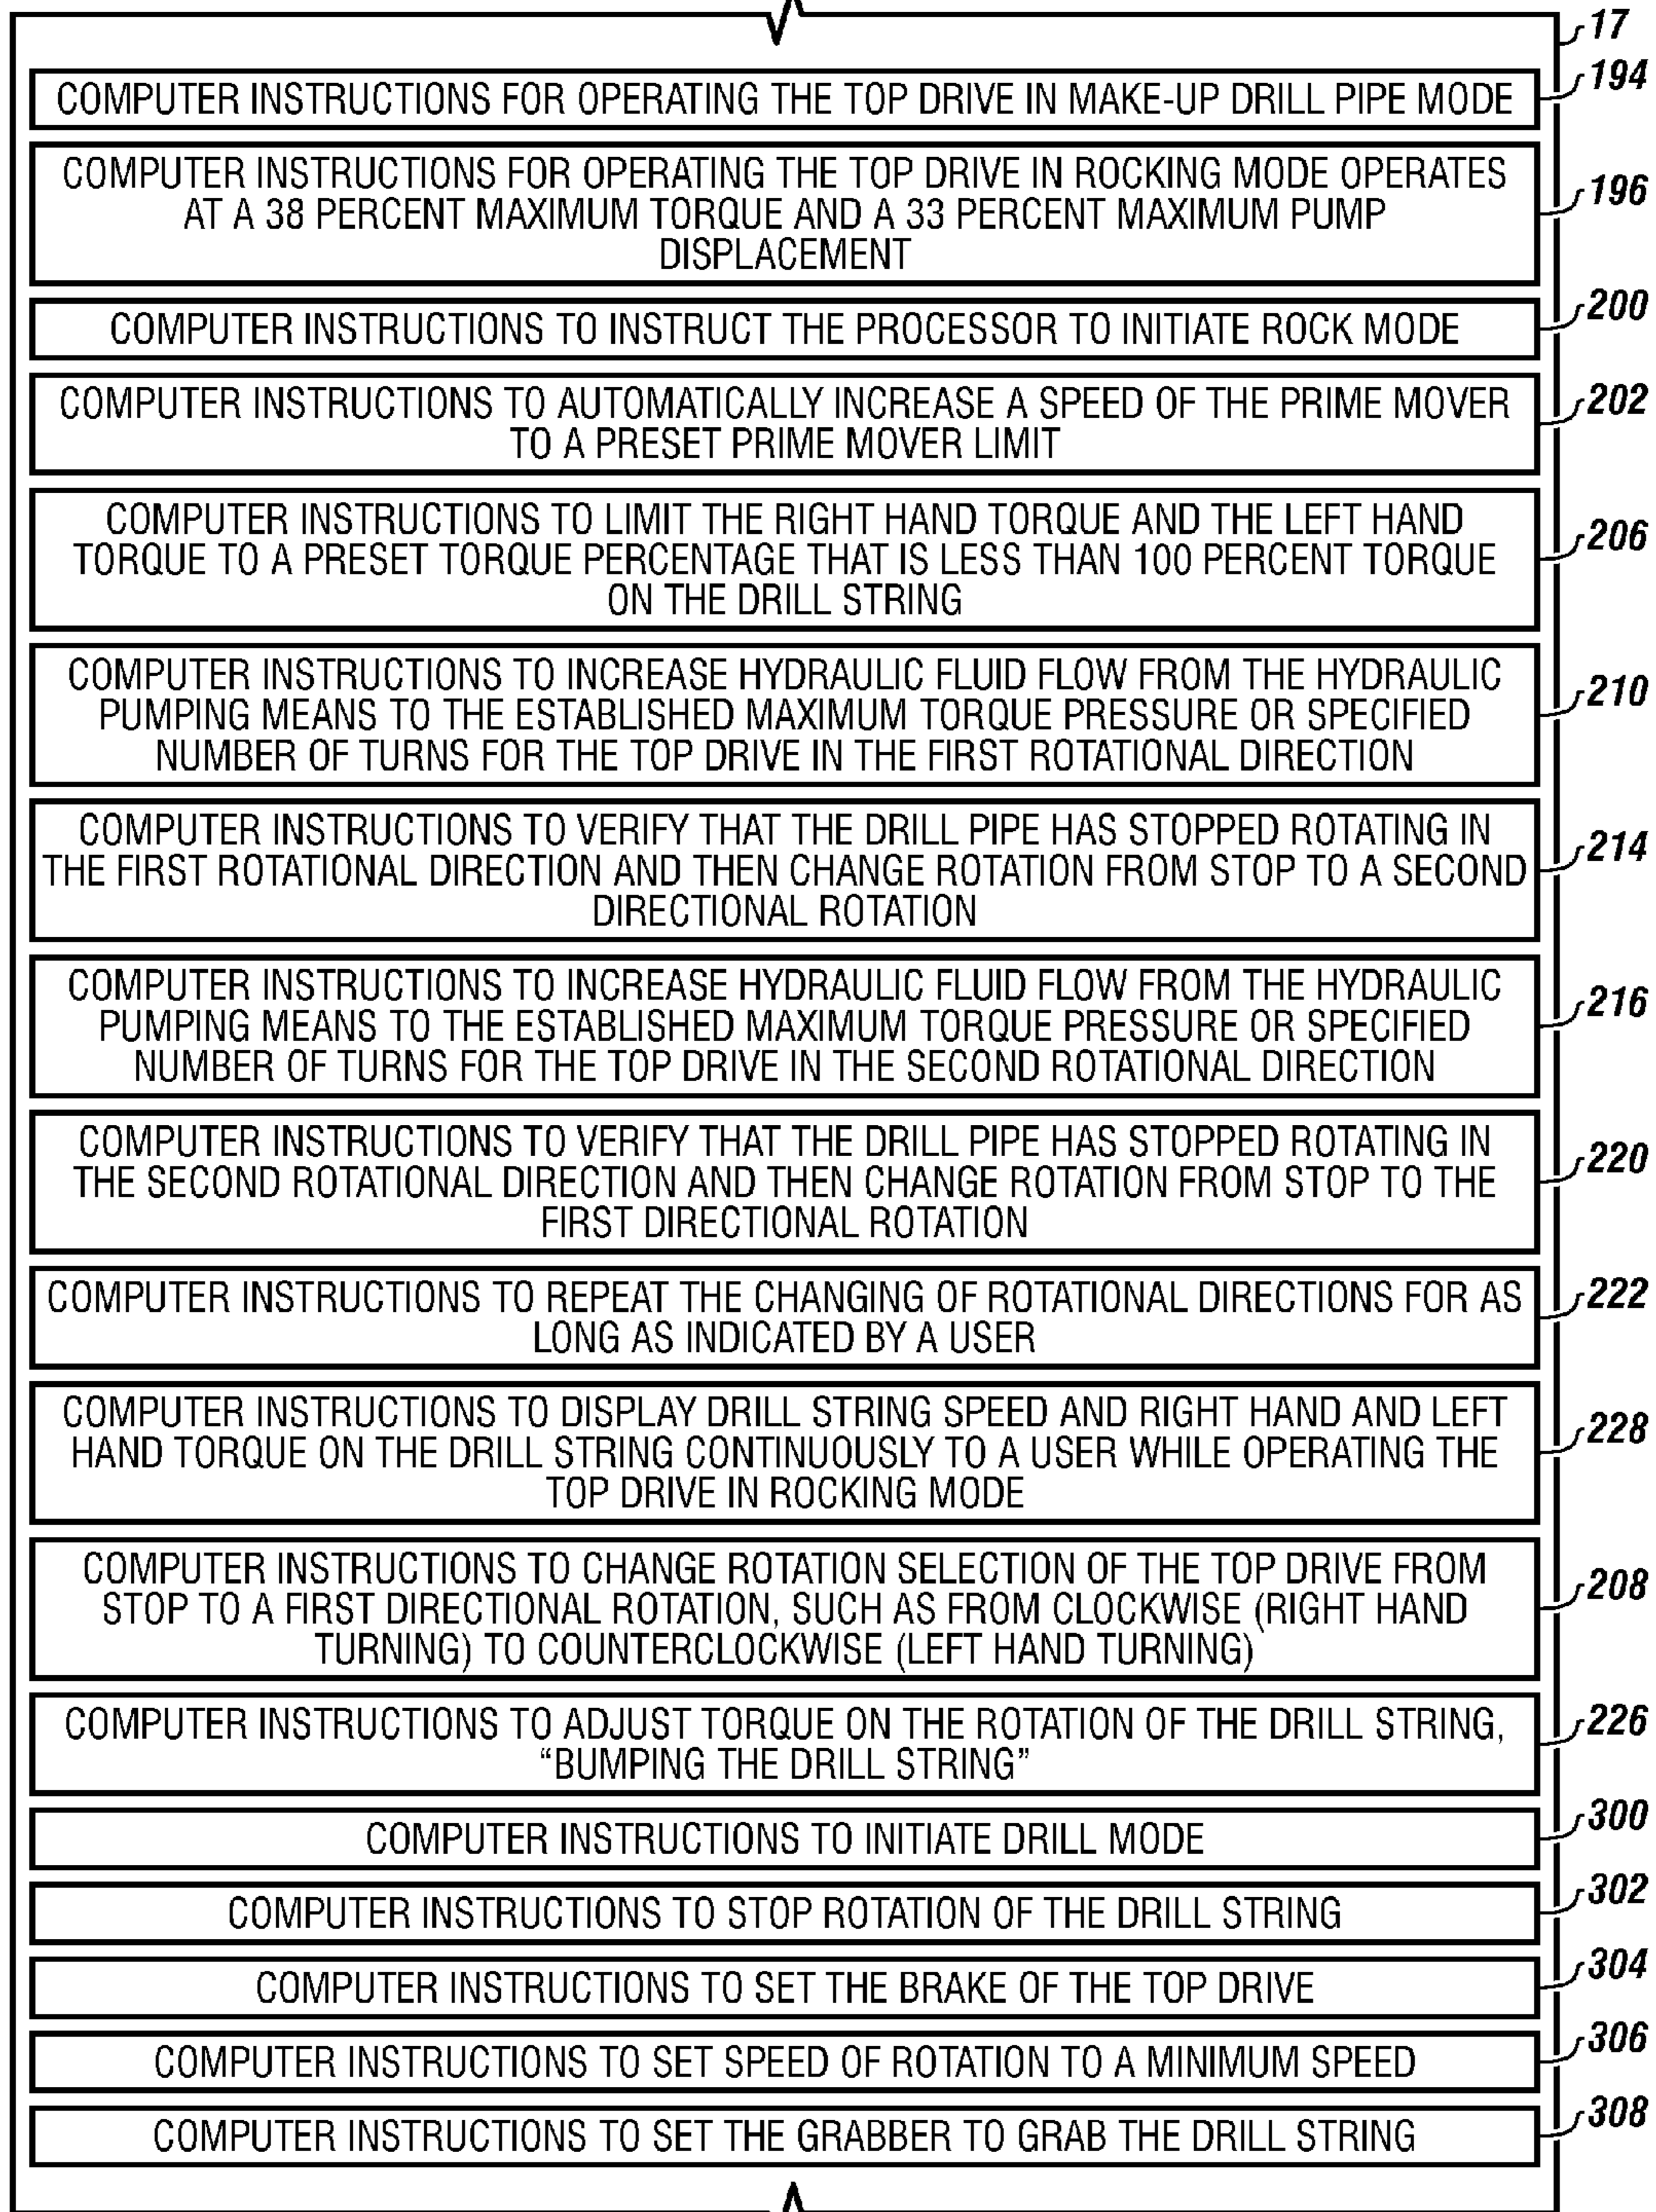 17
COMPUTER INSTRUCTIONS FOR OPERATING THE TOP DRIVE IN MAKE-UP DRILL PIPE MODE
194
COMPUTER INSTRUCTIONS FOR OPERATING THE TOP DRIVE IN ROCKING MODE OPERATES
AT A 38 PERCENT MAXIMUM TORQUE AND A 33 PERCENT MAXIMUM PUMP
DISPLACEMENT
196
COMPUTER INSTRUCTIONS TO INSTRUCT THE PROCESSOR TO INITIATE ROCK MODE
200
COMPUTER INSTRUCTIONS TO AUTOMATICALLY INCREASE A SPEED OF THE PRIME MOVER
TO A PRESET PRIME MOVER LIMIT
202
COMPUTER INSTRUCTIONS TO LIMIT THE RIGHT HAND TORQUE AND THE LEFT HAND
TORQUE TO A PRESET TORQUE PERCENTAGE THAT IS LESS THAN 100 PERCENT TORQUE
ON THE DRILL STRING
206
COMPUTER INSTRUCTIONS TO INCREASE HYDRAULIC FLUID FLOW FROM THE HYDRAULIC
PUMPING MEANS TO THE ESTABLISHED MAXIMUM TORQUE PRESSURE OR SPECIFIED
NUMBER OF TURNS FOR THE TOP DRIVE IN THE FIRST ROTATIONAL DIRECTION
210
COMPUTER INSTRUCTIONS TO VERIFY THAT THE DRILL PIPE HAS STOPPED ROTATING IN
THE FIRST ROTATIONAL DIRECTION AND THEN CHANGE ROTATION FROM STOP TO A SECOND
DIRECTIONAL ROTATION
214
COMPUTER INSTRUCTIONS TO INCREASE HYDRAULIC FLUID FLOW FROM THE HYDRAULIC
PUMPING MEANS TO THE ESTABLISHED MAXIMUM TORQUE PRESSURE OR SPECIFIED
NUMBER OF TURNS FOR THE TOP DRIVE IN THE SECOND ROTATIONAL DIRECTION
216
COMPUTER INSTRUCTIONS TO VERIFY THAT THE DRILL PIPE HAS STOPPED ROTATING IN
THE SECOND ROTATIONAL DIRECTION AND THEN CHANGE ROTATION FROM STOP TO THE
FIRST DIRECTIONAL ROTATION
220
COMPUTER INSTRUCTIONS TO REPEAT THE CHANGING OF ROTATIONAL DIRECTIONS FOR AS
LONG AS INDICATED BY A USER
222
COMPUTER INSTRUCTIONS TO DISPLAY DRILL STRING SPEED AND RIGHT HAND AND LEFT
HAND TORQUE ON THE DRILL STRING CONTINUOUSLY TO A USER WHILE OPERATING THE
TOP DRIVE IN ROCKING MODE
228
COMPUTER INSTRUCTIONS TO CHANGE ROTATION SELECTION OF THE TOP DRIVE FROM
STOP TO A FIRST DIRECTIONAL ROTATION, SUCH AS FROM CLOCKWISE (RIGHT HAND
TURNING) TO COUNTERCLOCKWISE (LEFT HAND TURNING)
208
COMPUTER INSTRUCTIONS TO ADJUST TORQUE ON THE ROTATION OF THE DRILL STRING,
“BUMPING THE DRILL STRING”
226
COMPUTER INSTRUCTIONS TO INITIATE DRILL MODE
300
COMPUTER INSTRUCTIONS TO STOP ROTATION OF THE DRILL STRING
302
COMPUTER INSTRUCTIONS TO SET THE BRAKE OF THE TOP DRIVE
304
COMPUTER INSTRUCTIONS TO SET SPEED OF ROTATION TO A MINIMUM SPEED
306
COMPUTER INSTRUCTIONS TO SET THE GRABBER TO GRAB THE DRILL STRING
308